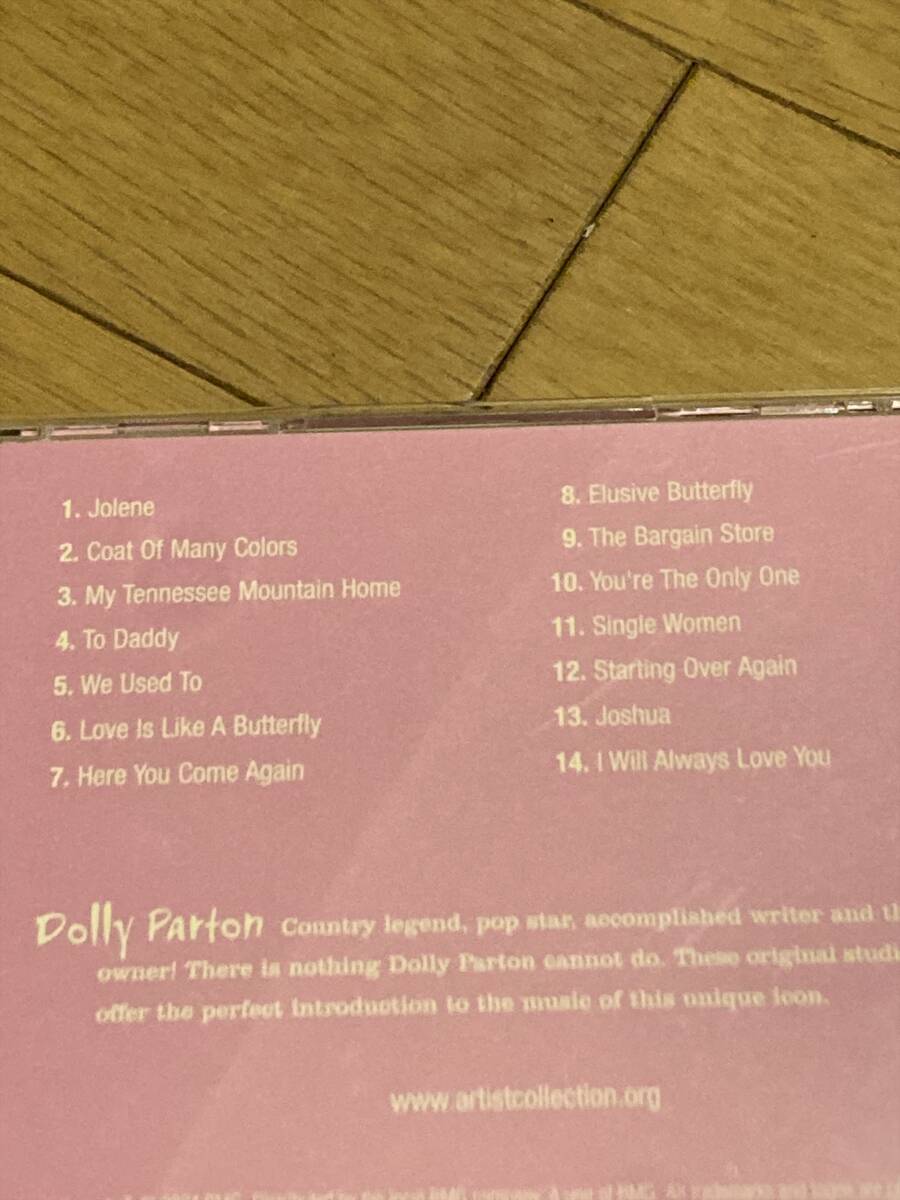 1. Jolene
2. Coat Of Many Colors
3. My Tennessee Mountain Home
4. To Daddy
5. We Used To
6. Love Is Like A Butterfly
7. Here You Come Again
8. Elusive Butterfly
9. The Bargain Store
10. You're The Only One
11. Single Women
12. Starting Over Again
13. Joshua
14. I Will Always Love You
Dolly Parton Country legend, pop star, accomplished writer and
owner! There is nothing Dolly Parton cannot do. These original
offer the perfect introduction to the music of this unique icon.
www.artistcollection.org